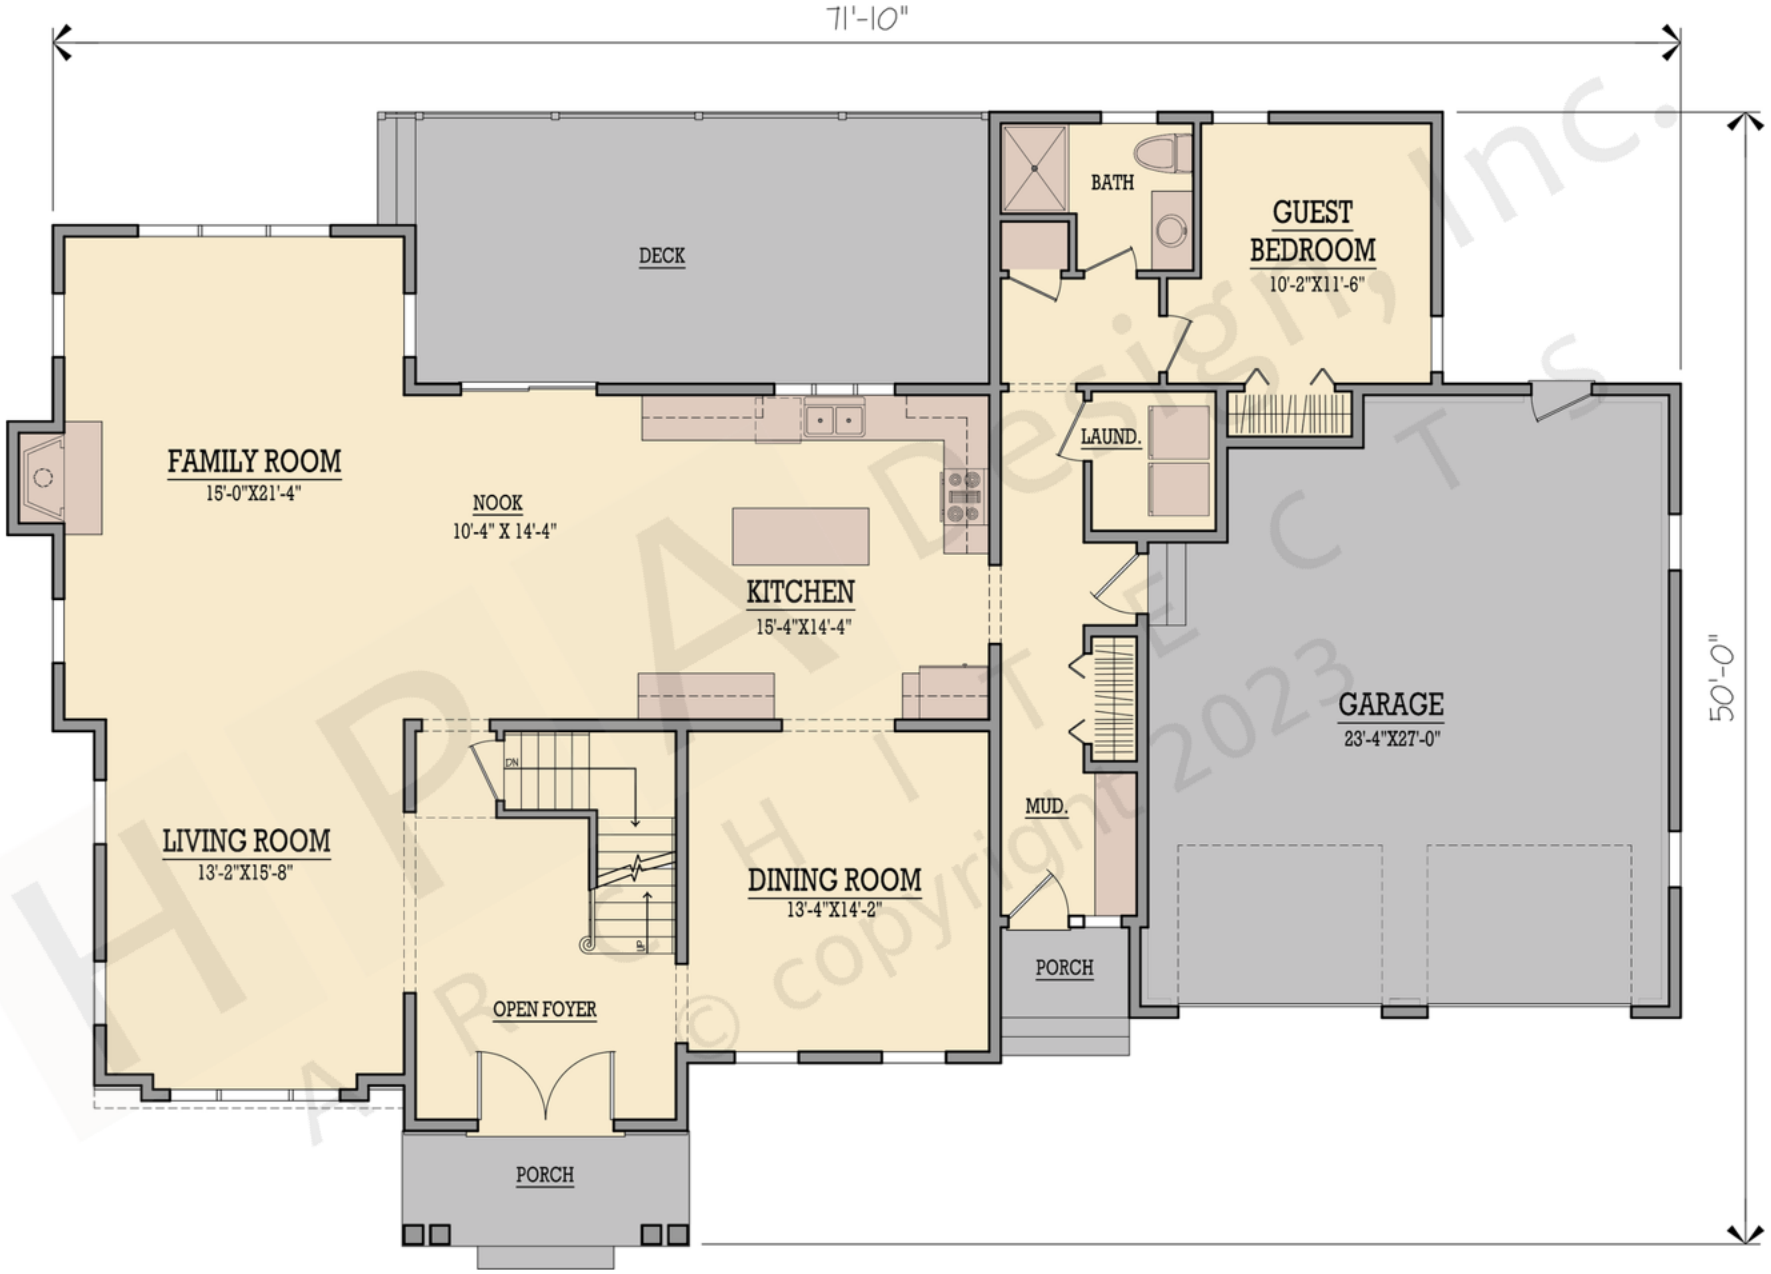 71'-10"
BATH
GUEST
BEDROOM
10'-2"X11'-6"
DECK
FAMILY ROOM
15'-0"X21'-4"
NOOK
10'-4" X 14'-4"
LAUND.
KITCHEN
15'-4"X14'-4"
50'-0"
GARAGE
23'-4"X27'-0"
DN
MUD.
LIVING ROOM
13'-2"X15'-8"
DINING ROOM
13'-4"X14'-2"
UP
PORCH
OPEN FOYER
PORCH
HPA Design, Inc.
ARCHITECTS
© copyright 2023